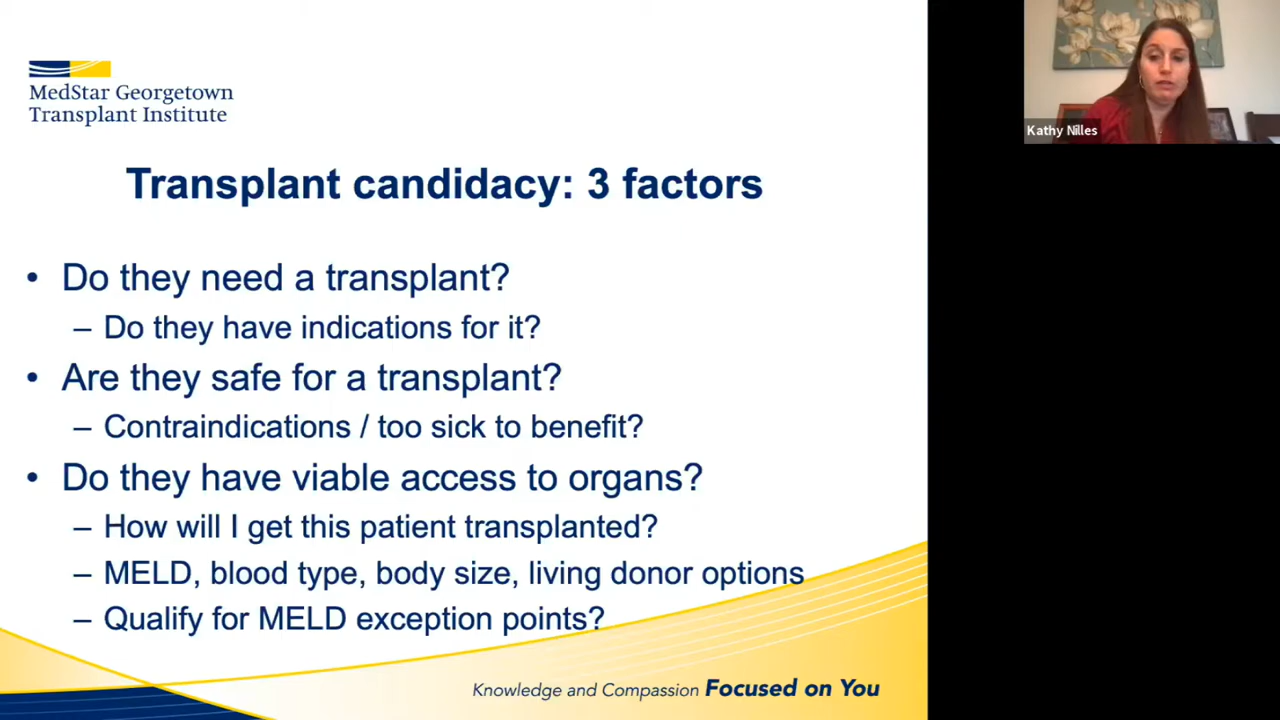 MedStar Georgetown
Transplant Institute
Kathy Nilles
Transplant candidacy: 3 factors
• Do they need a transplant?
– Do they have indications for it?
• Are they safe for a transplant?
– Contraindications / too sick to benefit?
• Do they have viable access to organs?
– How will I get this patient transplanted?
– MELD, blood type, body size, living donor options
– Qualify for MELD exception points?
Knowledge and Compassion Focused on You